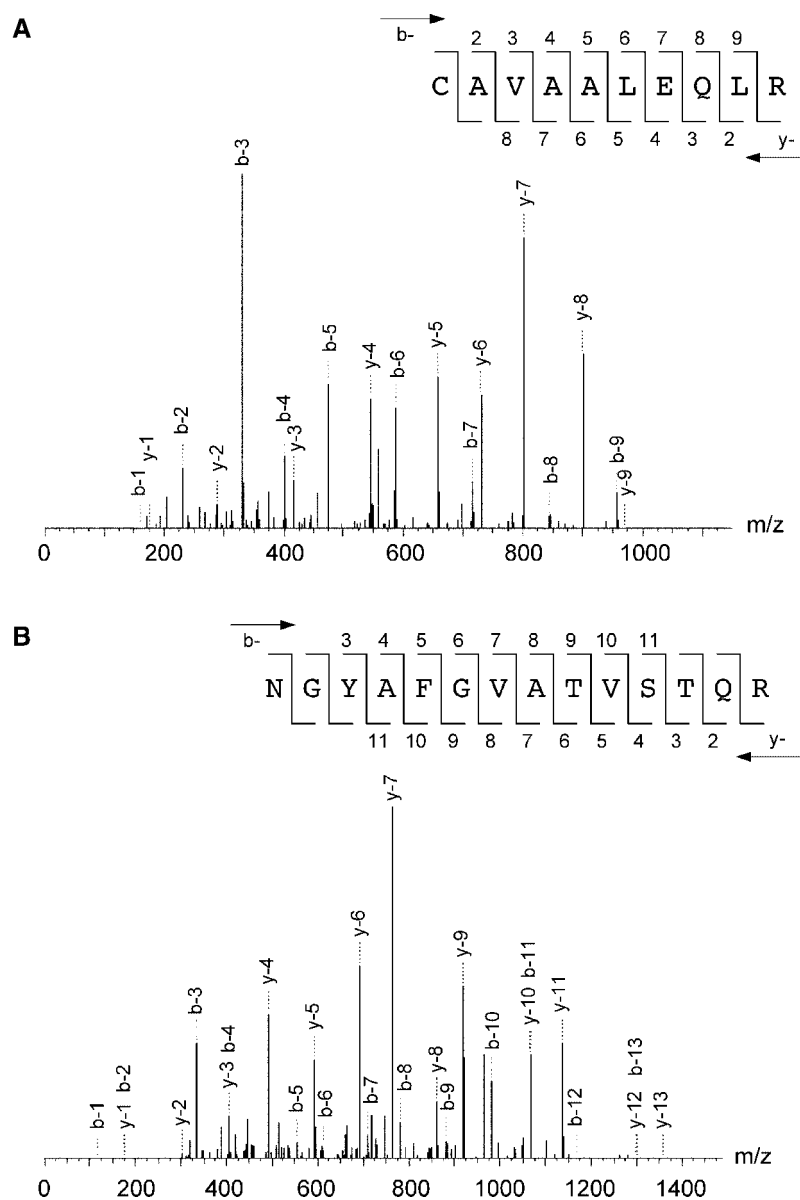 A
b-
2 3 4 5 6 7 8 9
C A V A A L E Q L R
8 7 6 5 4 3 2
y-
b-1 y-1 b-2 y-2 b-3 b-4 y-3 b-5 y-4 b-6 y-5 y-6 b-7 y-7 b-8 y-8 b-9 y-9
m/z
0 200 400 600 800 1000
B
b-
3 4 5 6 7 8 9 10 11
N G Y A F G V A T V S T Q R
11 10 9 8 7 6 5 4 3 2
y-
b-1 y-1 b-2 y-2 b-3 y-3 b-4 y-4 b-5 y-5 b-6 y-6 b-7 y-7 b-8 y-8 b-9 y-9 b-10 y-10 b-11 y-11 b-12 y-12 b-13 y-13
m/z
0 200 400 600 800 1000 1200 1400